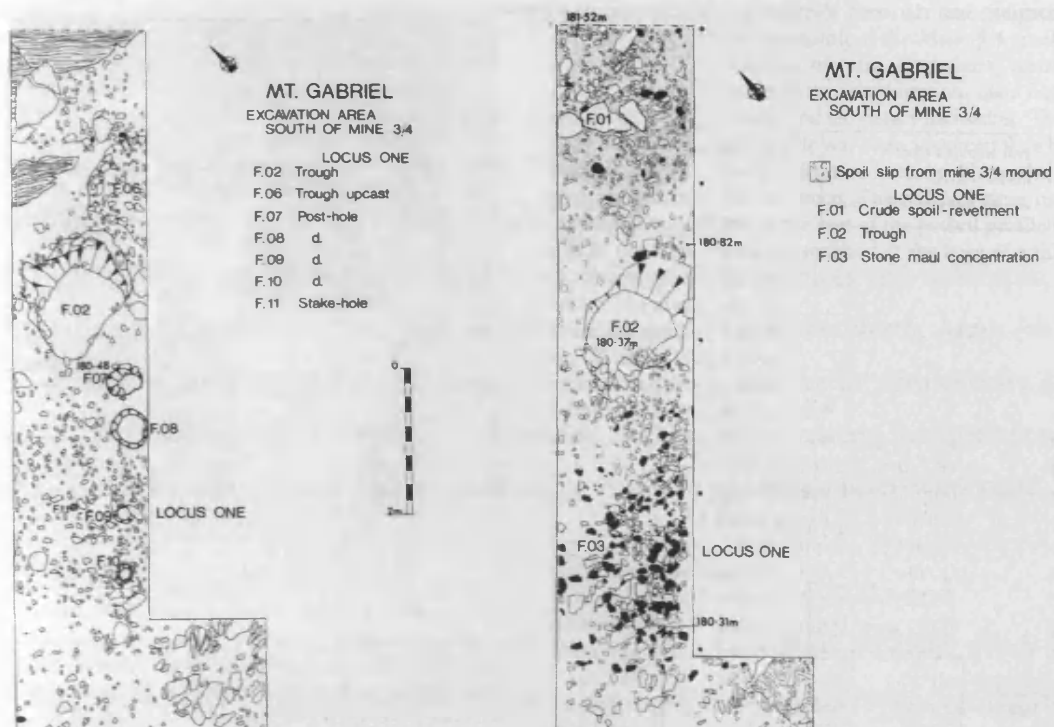 MT. GABRIEL
EXCAVATION AREA
SOUTH OF MINE 3/4
LOCUS ONE
F.02 Trough
F.06 Trough upcast
F.07 Post-hole
F.08 d.
F.09 d.
F.10 d.
F.11 Stake-hole
F.06
F.02
180·48
F.07
F.08
F.11
F.09
LOCUS ONE
F.1
0
2m
181·52m
MT. GABRIEL
EXCAVATION AREA
SOUTH OF MINE 3/4
Spoil slip from mine 3/4 mound
LOCUS ONE
F.01 Crude spoil-revetment
F.02 Trough
F.03 Stone maul concentration
F.01
180·82m
F.02
180·37m
F.03
LOCUS ONE
180·31m